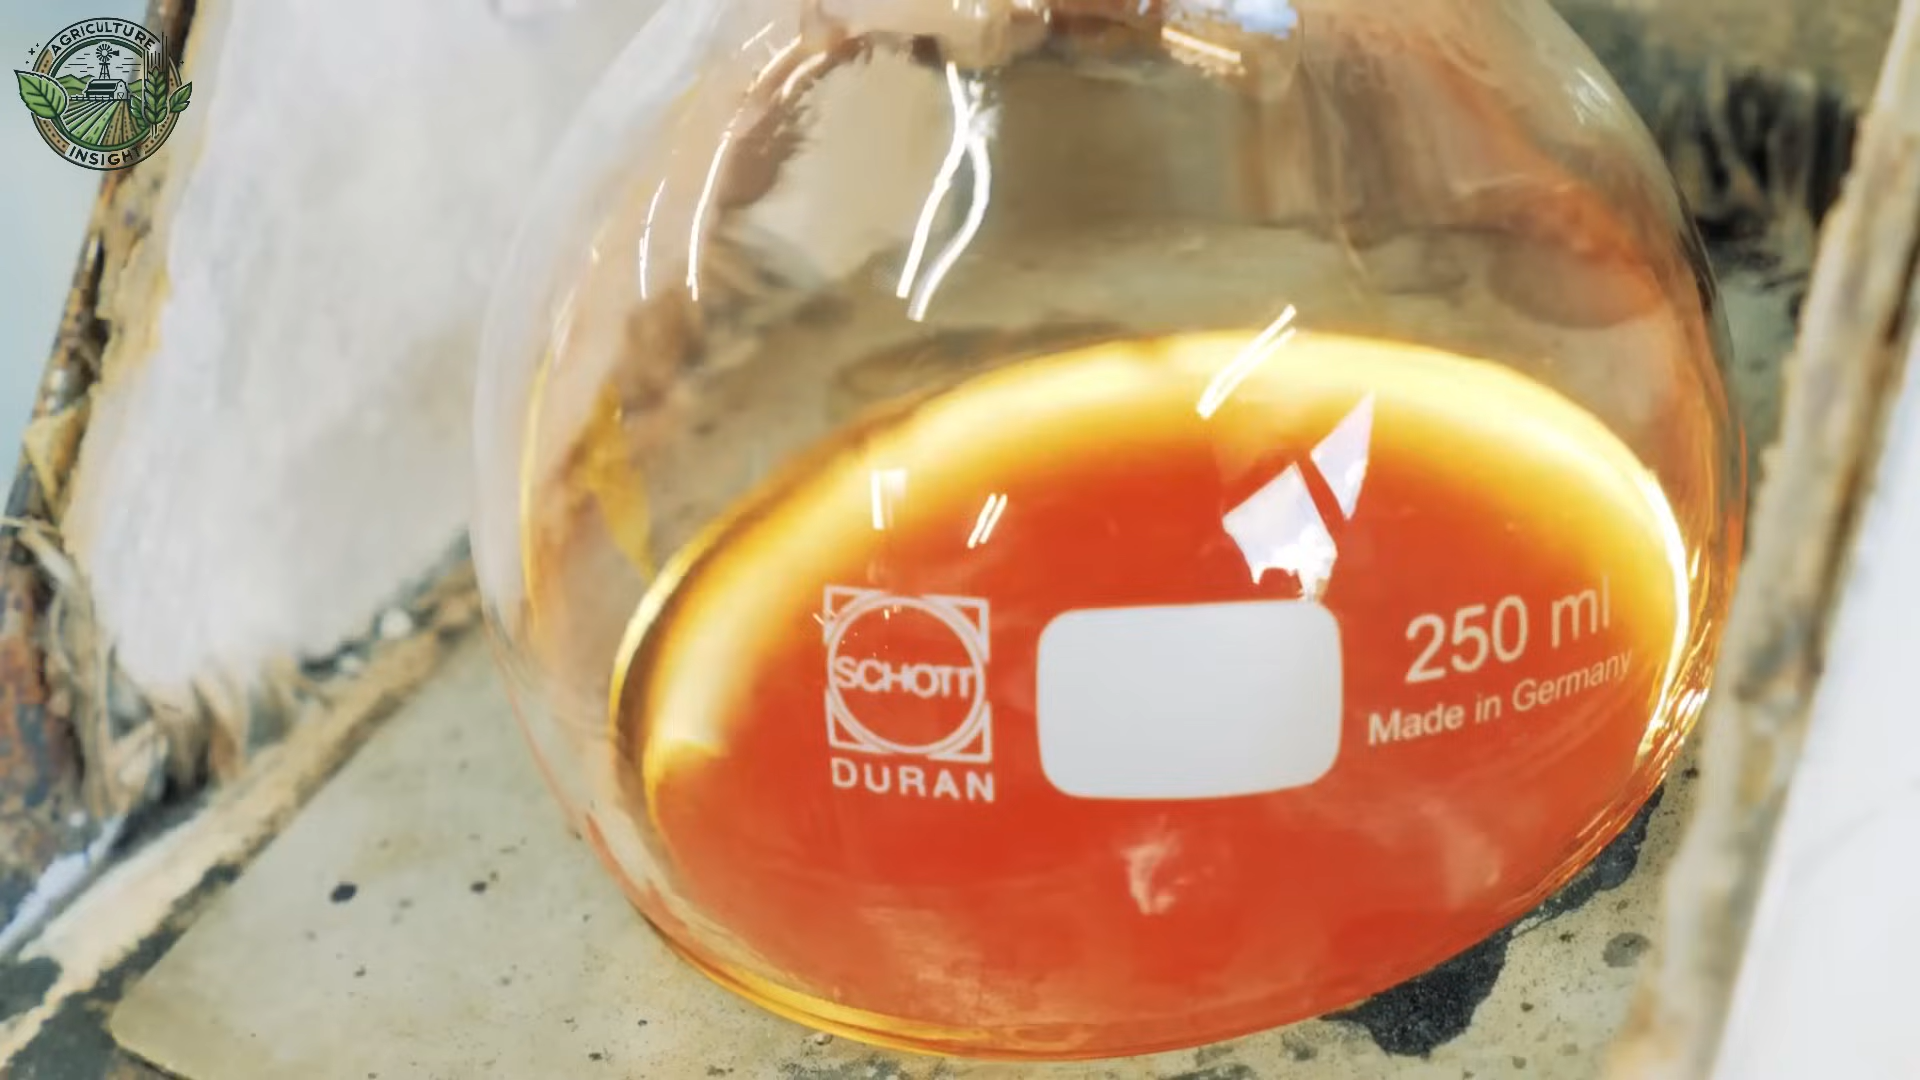 AGRICULTURE
INSIGHT
SCHOTT
DURAN
250 ml
Made in Germany